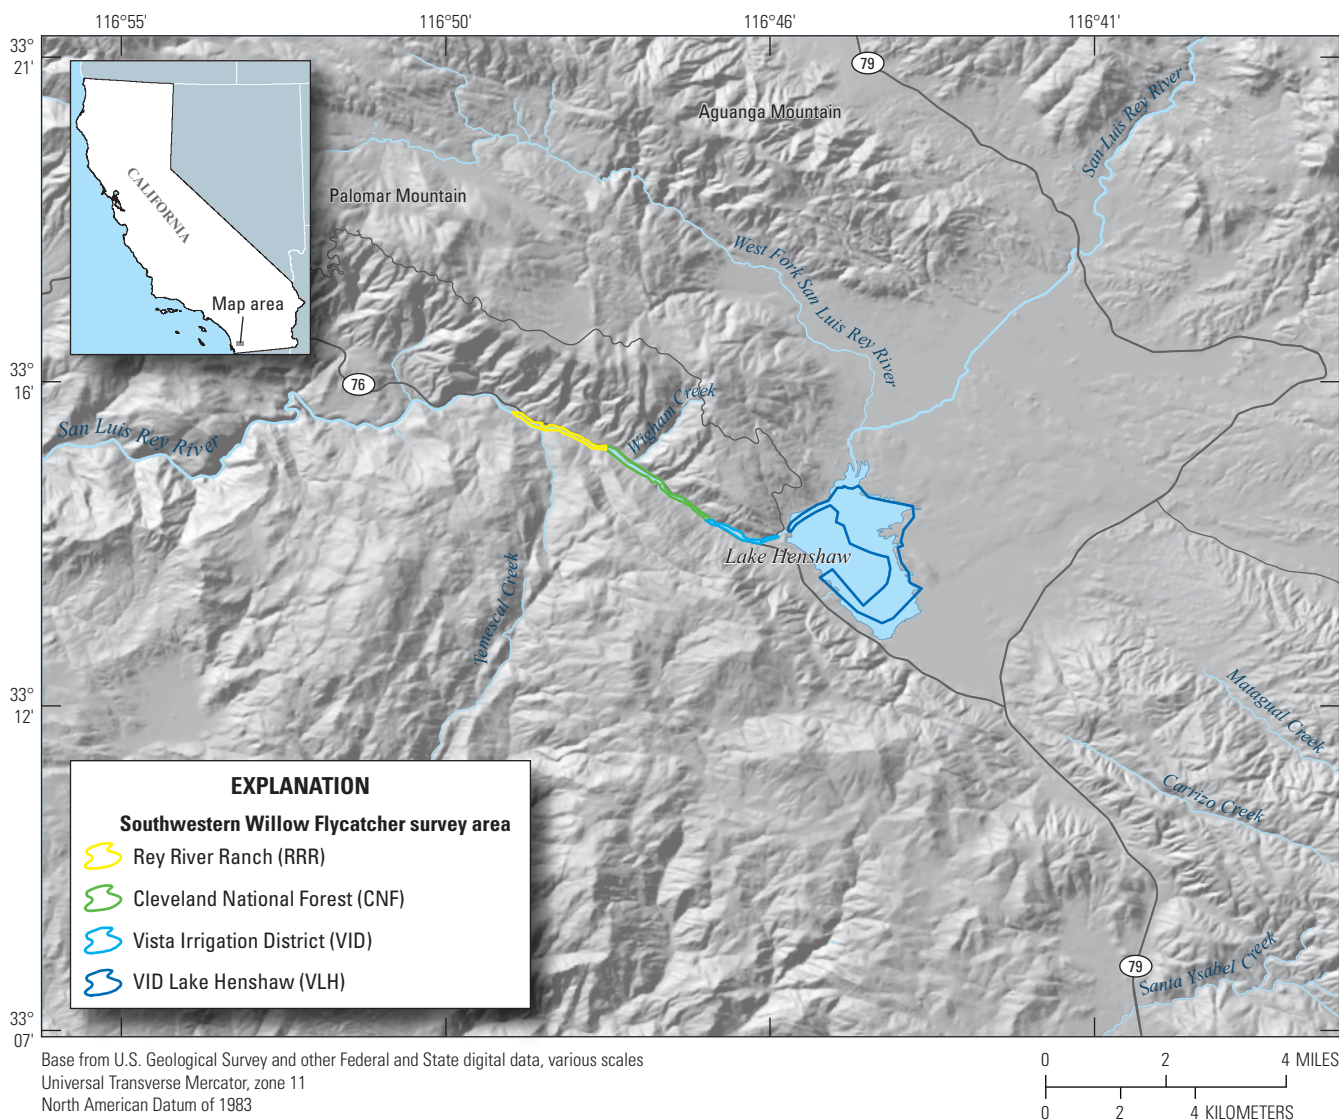 116°55'
116°50'
116°46'
116°41'
33°
21'
79
San Luis Rey River
Aguanga Mountain
CALIFORNIA
Palomar Mountain
West Fork San Luis Rey River
Map area
33°
16'
76
Wigham Creek
San Luis Rey River
Lake Henshaw
Temescal Creek
33°
12'
Matagual Creek
Carrizo Creek
EXPLANATION
Southwestern Willow Flycatcher survey area
Rey River Ranch (RRR)
Cleveland National Forest (CNF)
Vista Irrigation District (VID)
VID Lake Henshaw (VLH)
79
Santa Ysabel Creek
33°
07'
Base from U.S. Geological Survey and other Federal and State digital data, various scales
Universal Transverse Mercator, zone 11
North American Datum of 1983
0 2 4 MILES
0 2 4 KILOMETERS